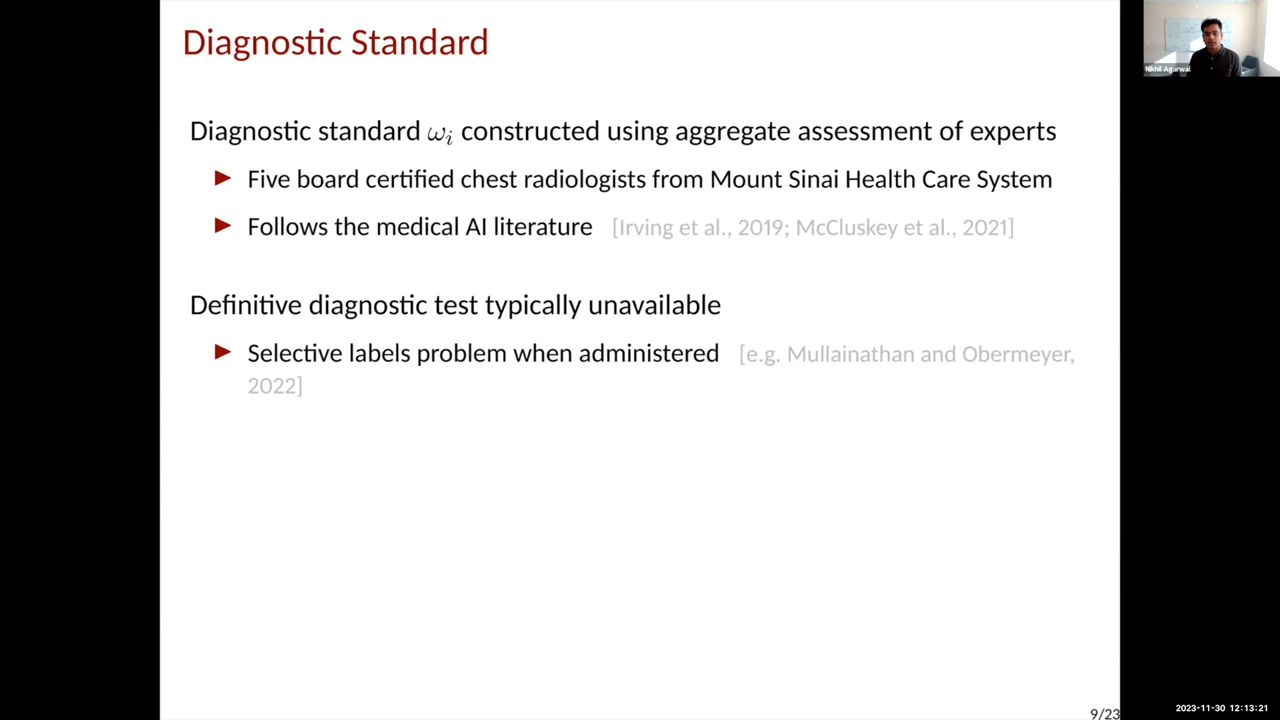 Diagnostic Standard
Nikhil Agarwal
Diagnostic standard ωᵢ constructed using aggregate assessment of experts
► Five board certified chest radiologists from Mount Sinai Health Care System
► Follows the medical AI literature [Irving et al., 2019; McCluskey et al., 2021]
Definitive diagnostic test typically unavailable
► Selective labels problem when administered [e.g. Mullainathan and Obermeyer,
2022]
9/23
2023-11-30 12:13:21